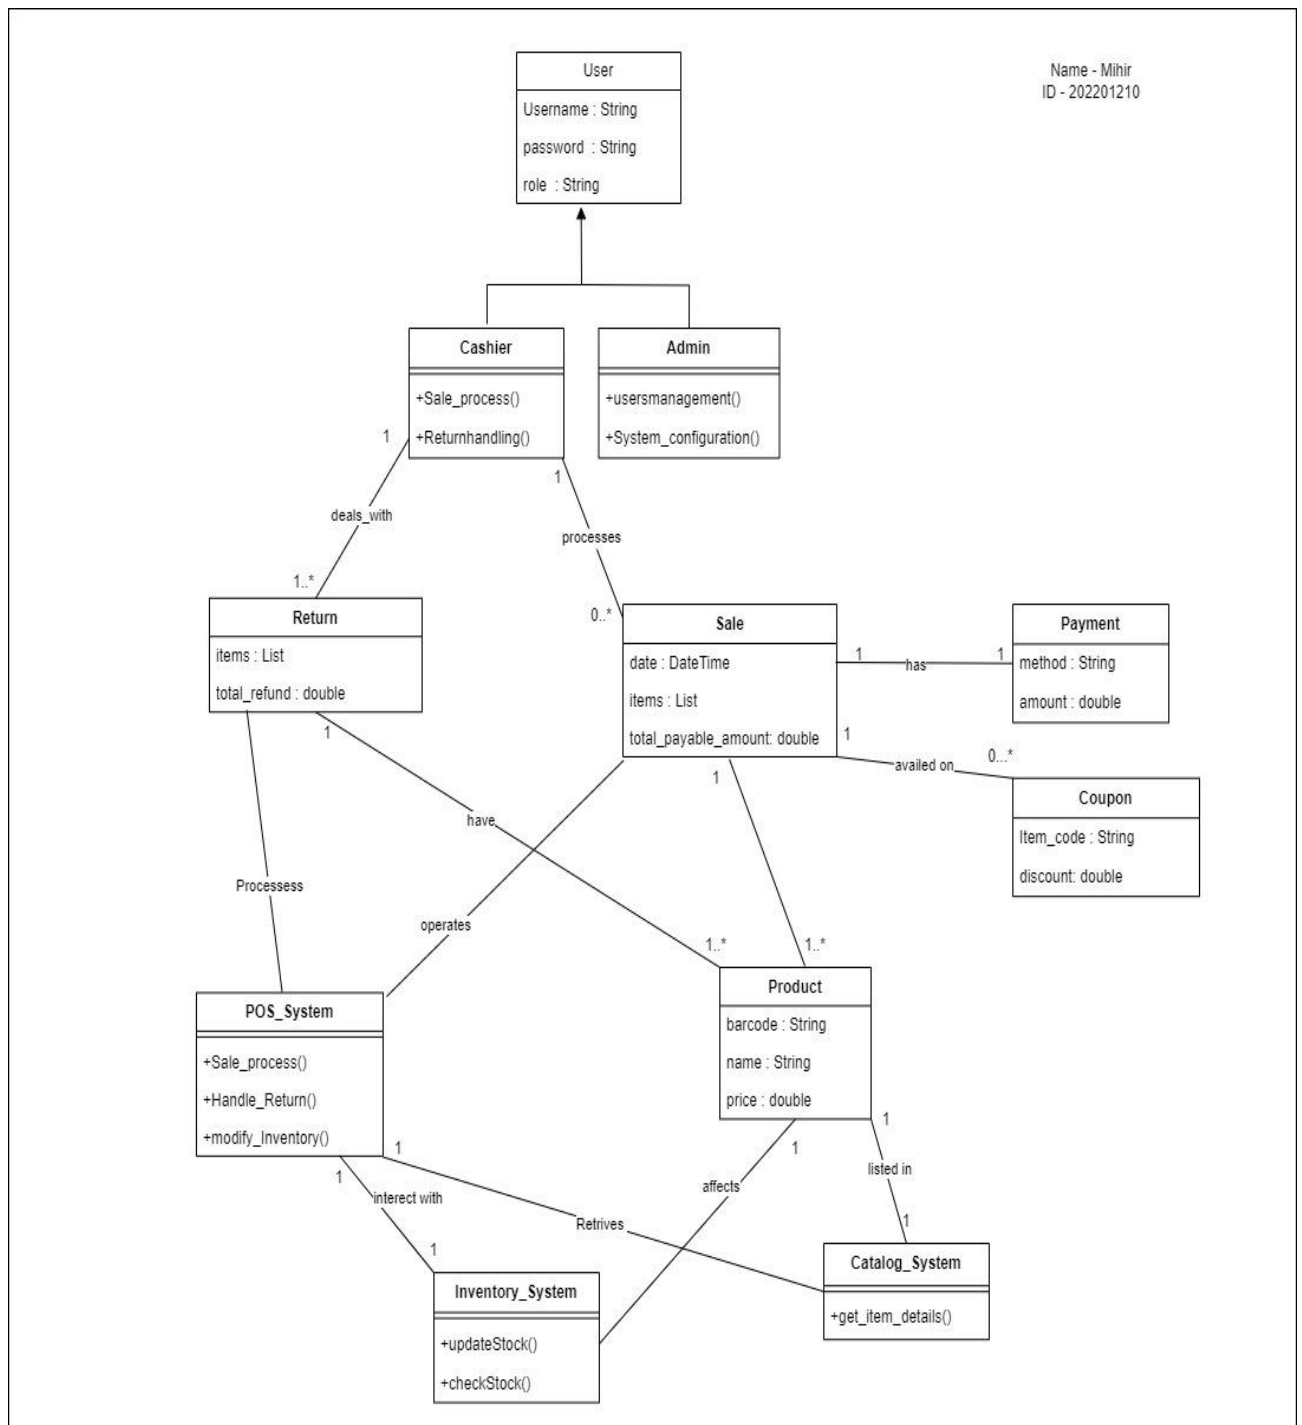 User
Username : String
password : String
role : String
Name - Mihir
ID - 202201210
Cashier
+Sale_process()
+Returnhandling()
Admin
+usersmanagement()
+System_configuration()
1
1
deals_with
processes
1..*
0..*
Return
items : List
total_refund : double
1
Sale
date : DateTime
items : List
total_payable_amount: double
1
has
1
Payment
method : String
amount : double
1
availed on
0...*
1
Coupon
Item_code : String
discount: double
have
Processess
operates
1..*
1..*
POS_System
+Sale_process()
+Handle_Return()
+modify_Inventory()
Product
barcode : String
name : String
price : double
1
1
1
1
interect with
affects
listed in
Retrives
1
1
Inventory_System
+updateStock()
+checkStock()
Catalog_System
+get_item_details()